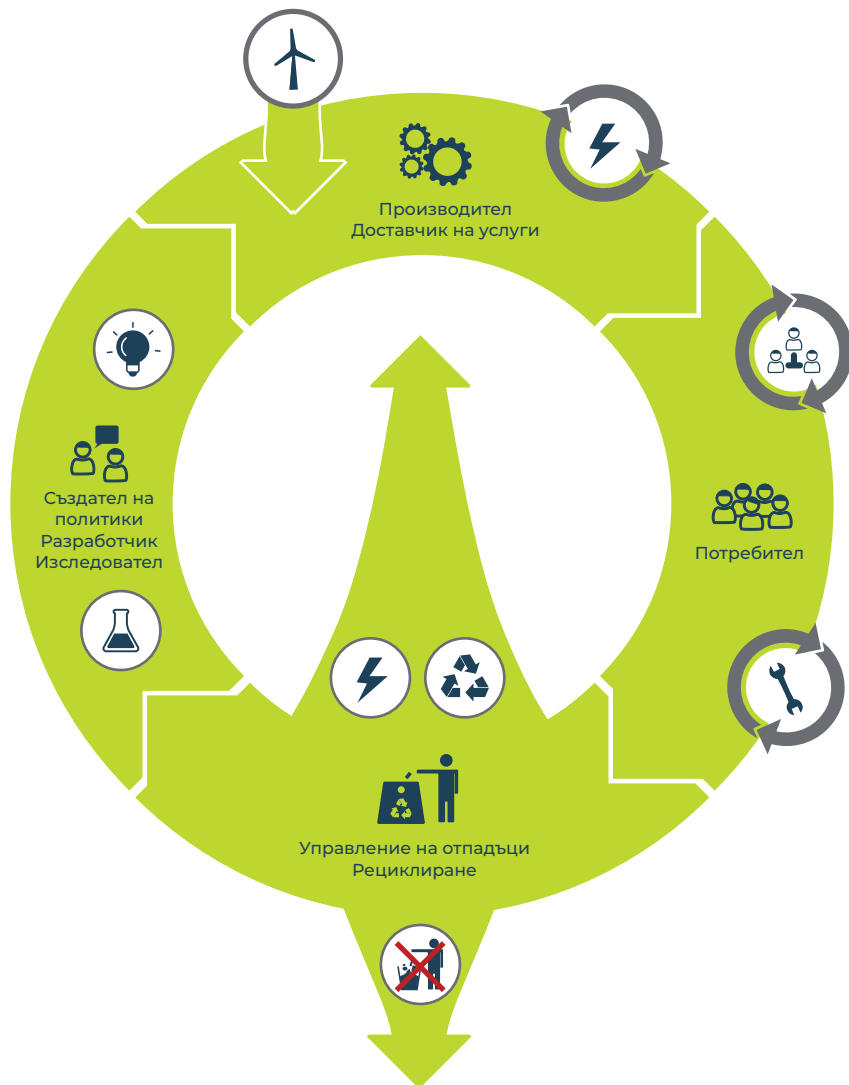 Производител
Доставчик на услуги
Създател на
политики
Разработчик
Изследовател
Потребител
Управление на отпадъци
Рециклиране